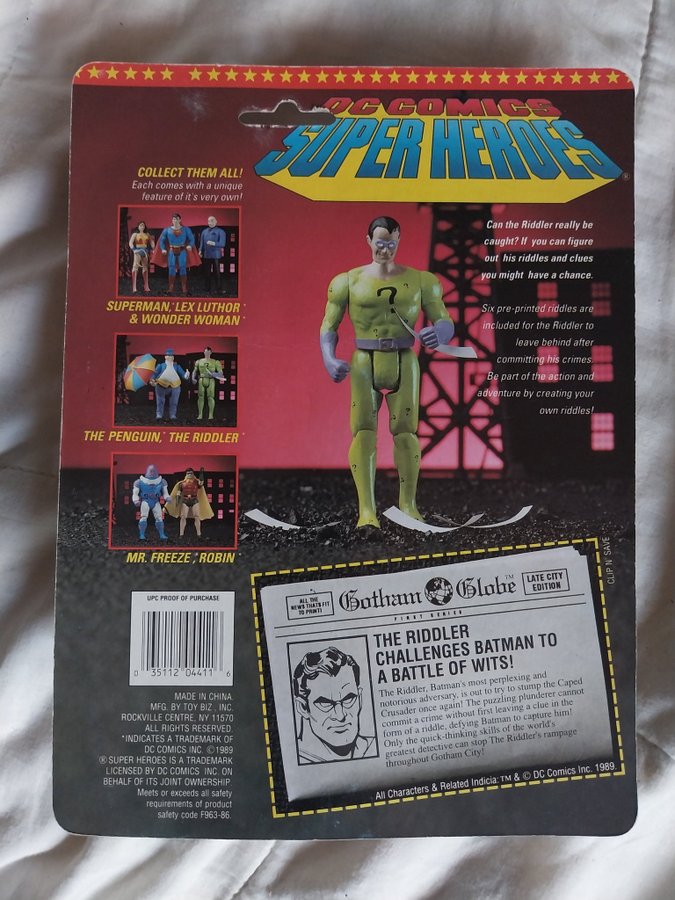 DC COMICS
SUPER HEROES®
COLLECT THEM ALL!
Each comes with a unique
feature of it's very own!
SUPERMAN,* LEX LUTHOR*
& WONDER WOMAN*
THE PENGUIN,* THE RIDDLER*
MR. FREEZE*, ROBIN*
Can the Riddler really be
caught? If you can figure
out his riddles and clues
you might have a chance.
Six pre-printed riddles are
included for the Riddler to
leave behind after
committing his crimes.
Be part of the action and
adventure by creating your
own riddles!
?
UPC PROOF OF PURCHASE
0 35112 04411 6
MADE IN CHINA.
MFG. BY TOY BIZ., INC.
ROCKVILLE CENTRE, NY 11570
ALL RIGHTS RESERVED.
*INDICATES A TRADEMARK OF
DC COMICS INC. ©1989
® SUPER HEROES IS A TRADEMARK
LICENSED BY DC COMICS INC. ON
BEHALF OF ITS JOINT OWNERSHIP.
Meets or exceeds all safety
requirements of product
safety code F963-86.
CLIP N' SAVE
ALL THE
NEWS THATS FIT
TO PRINT!
Gotham Globe™
FIRST SERIES
LATE CITY
EDITION
THE RIDDLER
CHALLENGES BATMAN TO
A BATTLE OF WITS!
The Riddler, Batman's most perplexing and
notorious adversary, is out to try to stump the Caped
Crusader once again! The puzzling plunderer cannot
commit a crime without first leaving a clue in the
form of a riddle, defying Batman to capture him!
Only the quick-thinking skills of the world's
greatest detective can stop The Riddler's rampage
throughout Gotham City!
All Characters & Related Indicia: TM & © DC Comics Inc. 1989.